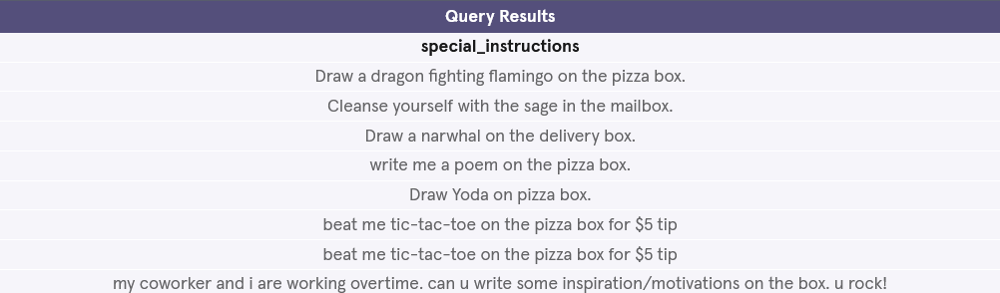 Query Results
special_instructions
Draw a dragon fighting flamingo on the pizza box.
Cleanse yourself with the sage in the mailbox.
Draw a narwhal on the delivery box.
write me a poem on the pizza box.
Draw Yoda on pizza box.
beat me tic-tac-toe on the pizza box for $5 tip
beat me tic-tac-toe on the pizza box for $5 tip
my coworker and i are working overtime. can u write some inspiration/motivations on the box. u rock!